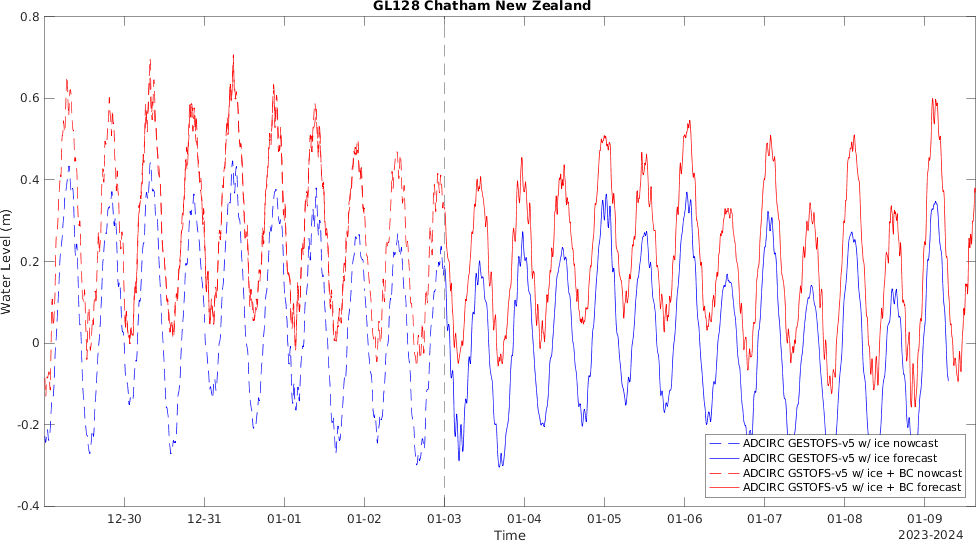 GL128 Chatham New Zealand
0.8
0.6
0.4
0.2
0
-0.2
-0.4
Water Level (m)
12-30 12-31 01-01 01-02 01-03 01-04 01-05 01-06 01-07 01-08 01-09
Time
2023-2024
ADCIRC GESTOFS-v5 w/ ice nowcast
ADCIRC GESTOFS-v5 w/ ice forecast
ADCIRC GSTOFS-v5 w/ ice + BC nowcast
ADCIRC GSTOFS-v5 w/ ice + BC forecast